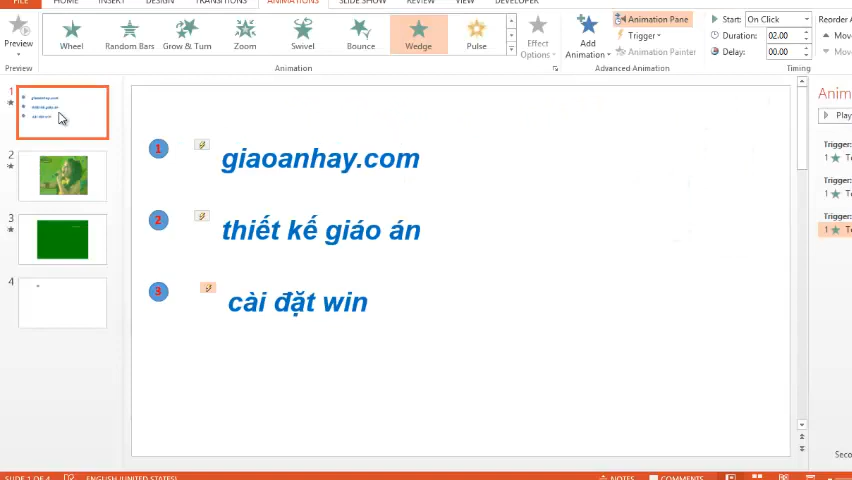 FILE HOME INSERT DESIGN TRANSITIONS ANIMATIONS SLIDE SHOW REVIEW VIEW DEVELOPER
Preview
Wheel
Random Bars
Grow & Turn
Zoom
Swivel
Bounce
Wedge
Pulse
Effect
Options
Add
Animation
Animation Pane
Trigger
Animation Painter
Start: On Click
Duration: 02.00
Delay: 00.00
Reorder
Preview
Animation
Advanced Animation
Timing
1
2
3
4
1 giaoanhay.com
2 thiết kế giáo án
3 cài đặt win
Trigger:
1
Trigger:
1
Trigger:
1
SLIDE 1 OF 4
ENGLISH (UNITED STATES)
NOTES
COMMENTS